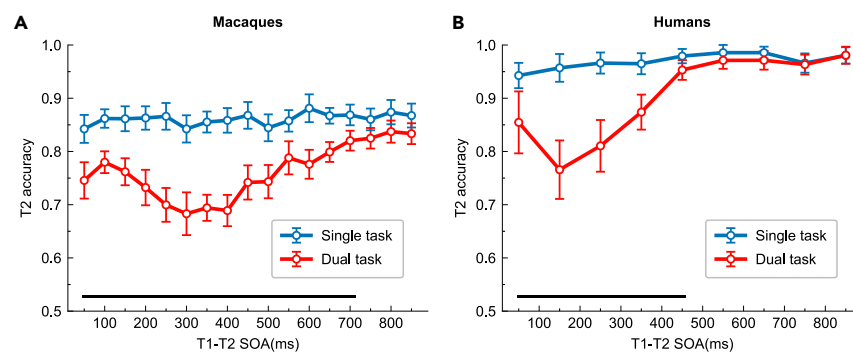 A
Macaques
T2 accuracy
1.0
0.9
0.8
0.7
0.6
0.5
Single task
Dual task
100 200 300 400 500 600 700 800
T1-T2 SOA(ms)
B
Humans
T2 accuracy
1.0
0.9
0.8
0.7
0.6
0.5
Single task
Dual task
100 200 300 400 500 600 700 800
T1-T2 SOA(ms)